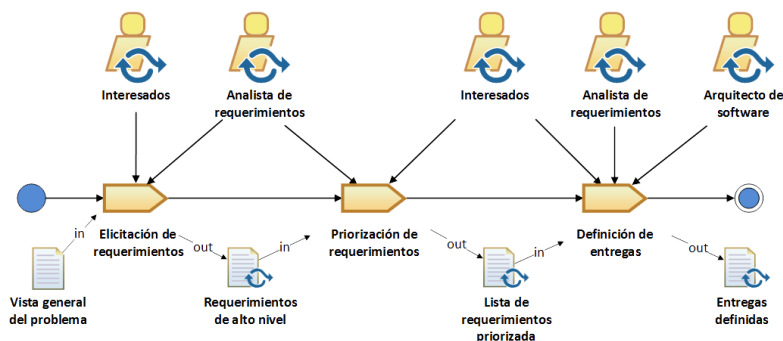 Interesados
Analista de
requerimientos
Interesados
Analista de
requerimientos
Arquitecto de
software
in
Elicitación de
requerimientos
out
in
Priorización de
requerimientos
out
in
Definición de
entregas
out
Vista general
del problema
Requerimientos
de alto nivel
Lista de
requerimientos
priorizada
Entregas
definidas